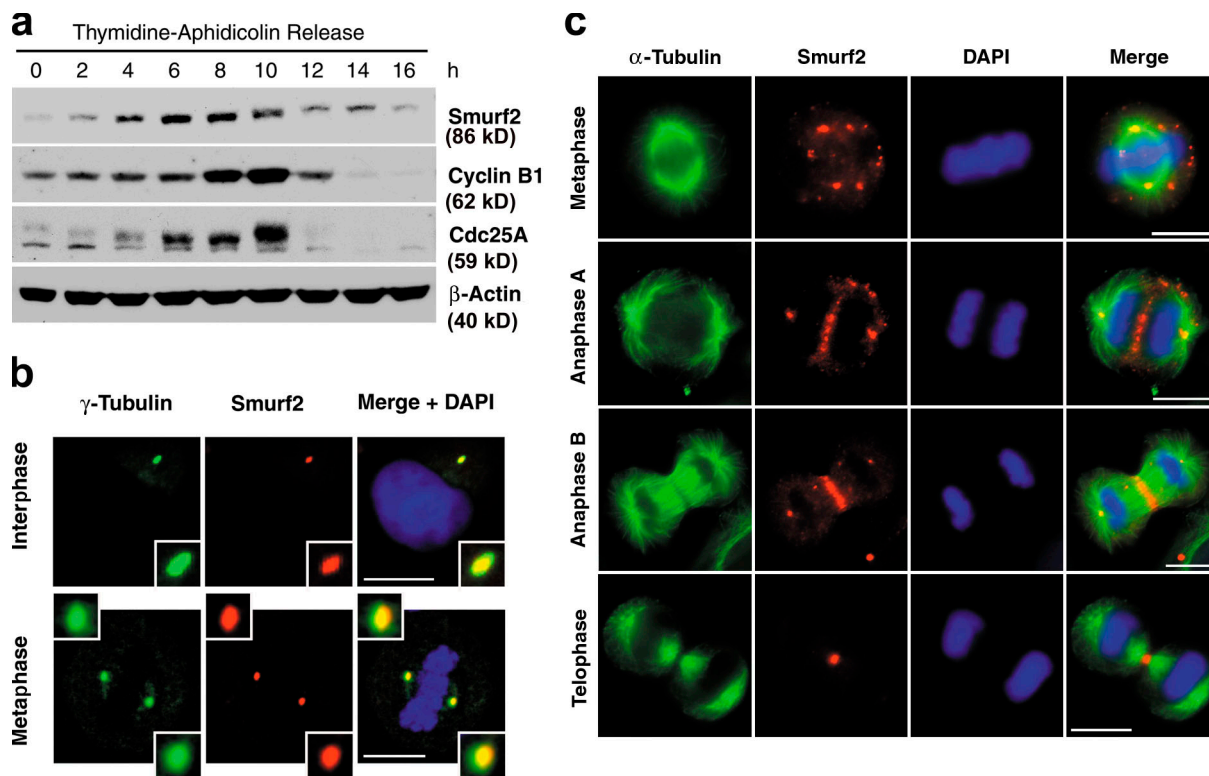 a
Thymidine-Aphidicolin Release
0 2 4 6 8 10 12 14 16 h
Smurf2
(86 kD)
Cyclin B1
(62 kD)
Cdc25A
(59 kD)
β-Actin
(40 kD)
b
γ-Tubulin Smurf2 Merge + DAPI
Interphase
Metaphase
c
α-Tubulin Smurf2 DAPI Merge
Metaphase
Anaphase A
Anaphase B
Telophase